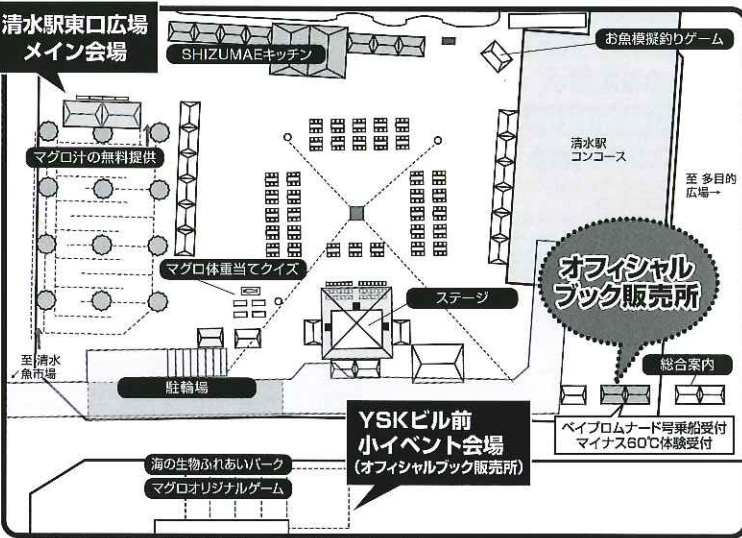 清水駅東口広場
メイン会場
SHIZUMAEキッチン
お魚模擬釣りゲーム
清水駅
コンコース
マグロ汁の無料提供
至 多目的
広場→
マグロ体重当てクイズ
オフィシャル
ブック販売所
ステージ
至 清水
魚市場
駐輪場
総合案内
ベイプロムナード号乗船受付
マイナス60℃体験受付
YSKビル前
小イベント会場
(オフィシャルブック販売所)
海の生物ふれあいパーク
マグロオリジナルゲーム